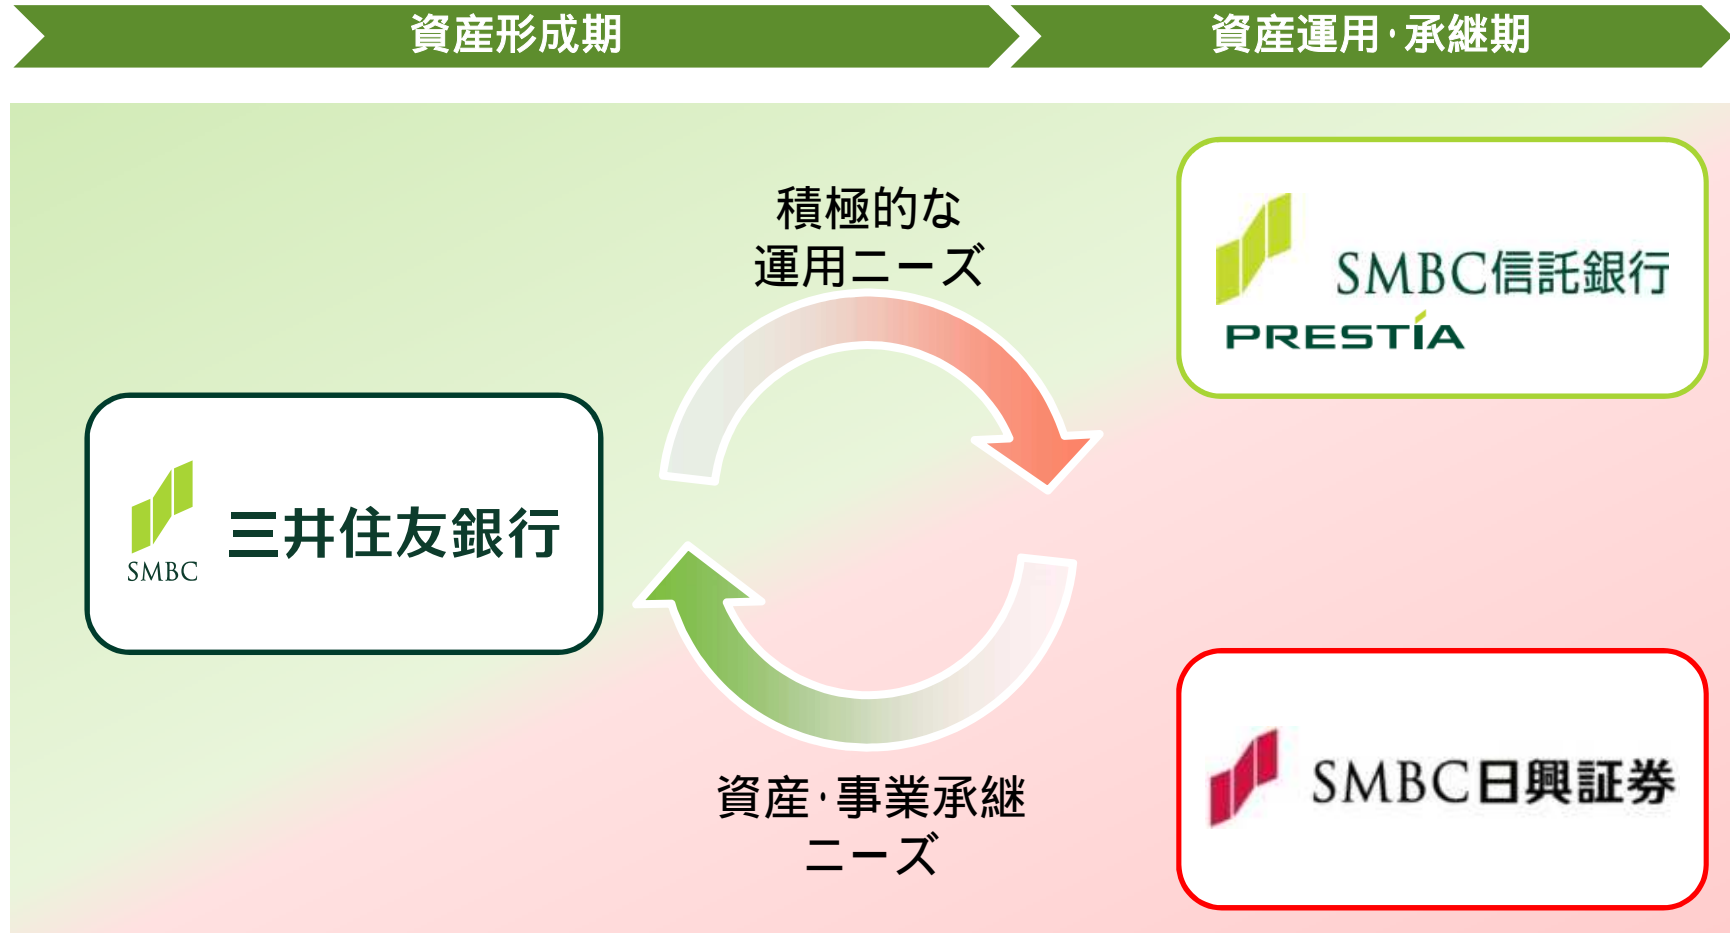 資産形成期
資産運用・承継期
積極的な
運用ニーズ
SMBC信託銀行
PRESTIA
三井住友銀行
SMBC
SMBC日興証券
資産・事業承継
ニーズ